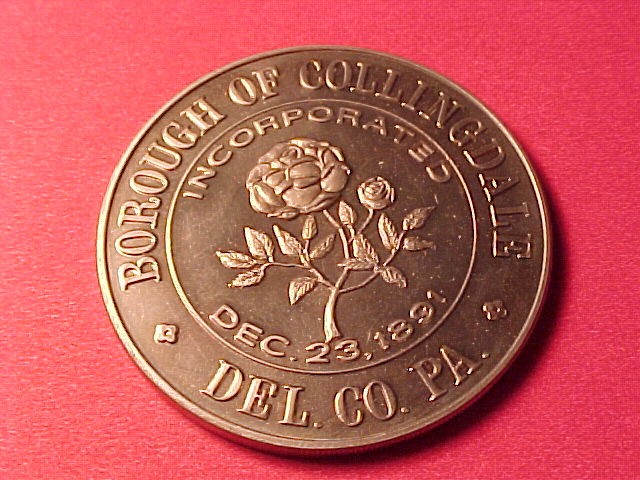 BOROUGH OF COLLINGDALE
INCORPORATED
DEC. 23, 1891
DEL. CO. PA.